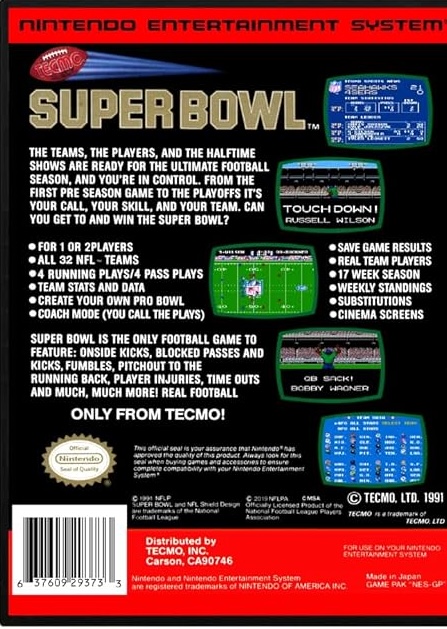 NINTENDO ENTERTAINMENT SYSTEM
TECMO
SUPER BOWL™
THE TEAMS, THE PLAYERS, AND THE HALFTIME
SHOWS ARE READY FOR THE ULTIMATE FOOTBALL
SEASON, AND YOU'RE IN CONTROL. FROM THE
FIRST PRE SEASON GAME TO THE PLAYOFFS IT'S
YOUR CALL, YOUR SKILL, AND YOUR TEAM. CAN
YOU GET TO AND WIN THE SUPER BOWL?
TECMO SPORTS NEWS
SEAHAWKS
49ERS
TEAM LEADER
TOUCH DOWN!
RUSSELL WILSON
● FOR 1 OR 2PLAYERS
● ALL 32 NFL- TEAMS
● 4 RUNNING PLAYS/4 PASS PLAYS
● TEAM STATS AND DATA
● CREATE YOUR OWN PRO BOWL
● COACH MODE (YOU CALL THE PLAYS)
● SAVE GAME RESULTS
● REAL TEAM PLAYERS
● 17 WEEK SEASON
● WEEKLY STANDINGS
● SUBSTITUTIONS
● CINEMA SCREENS
SUPER BOWL IS THE ONLY FOOTBALL GAME TO
FEATURE: ONSIDE KICKS, BLOCKED PASSES AND
KICKS, FUMBLES, PITCHOUT TO THE
RUNNING BACK, PLAYER INJURIES, TIME OUTS
AND MUCH, MUCH MORE! REAL FOOTBALL
QB SACK!
BOBBY WAGNER
ONLY FROM TECMO!
Official
Nintendo
Seal of Quality
This official seal is your assurance that Nintendo® has
approved the quality of this product. Always look for this
seal when buying games and accessories to ensure
complete compatibility with your Nintendo Entertainment
System®
© 1991 NFLP
SUPER BOWL and NFL Shield Design
are trademarks of the National
Football League
© 2019 NFLPA CMSA
Officially Licensed Product of the
National Football League Players
Association
© TECMO, LTD. 1991
TECMO is a trademark of
TECMO, LTD
6 37609 29373 3
Distributed by
TECMO, INC.
Carson, CA90746
FOR USE ON YOUR NINTENDO
ENTERTAINMENT SYSTEM
Nintendo and Nintendo Entertainment System
are registered trademarks of NINTENDO OF AMERICA INC.
Made in Japan
GAME PAK "NES-GP"